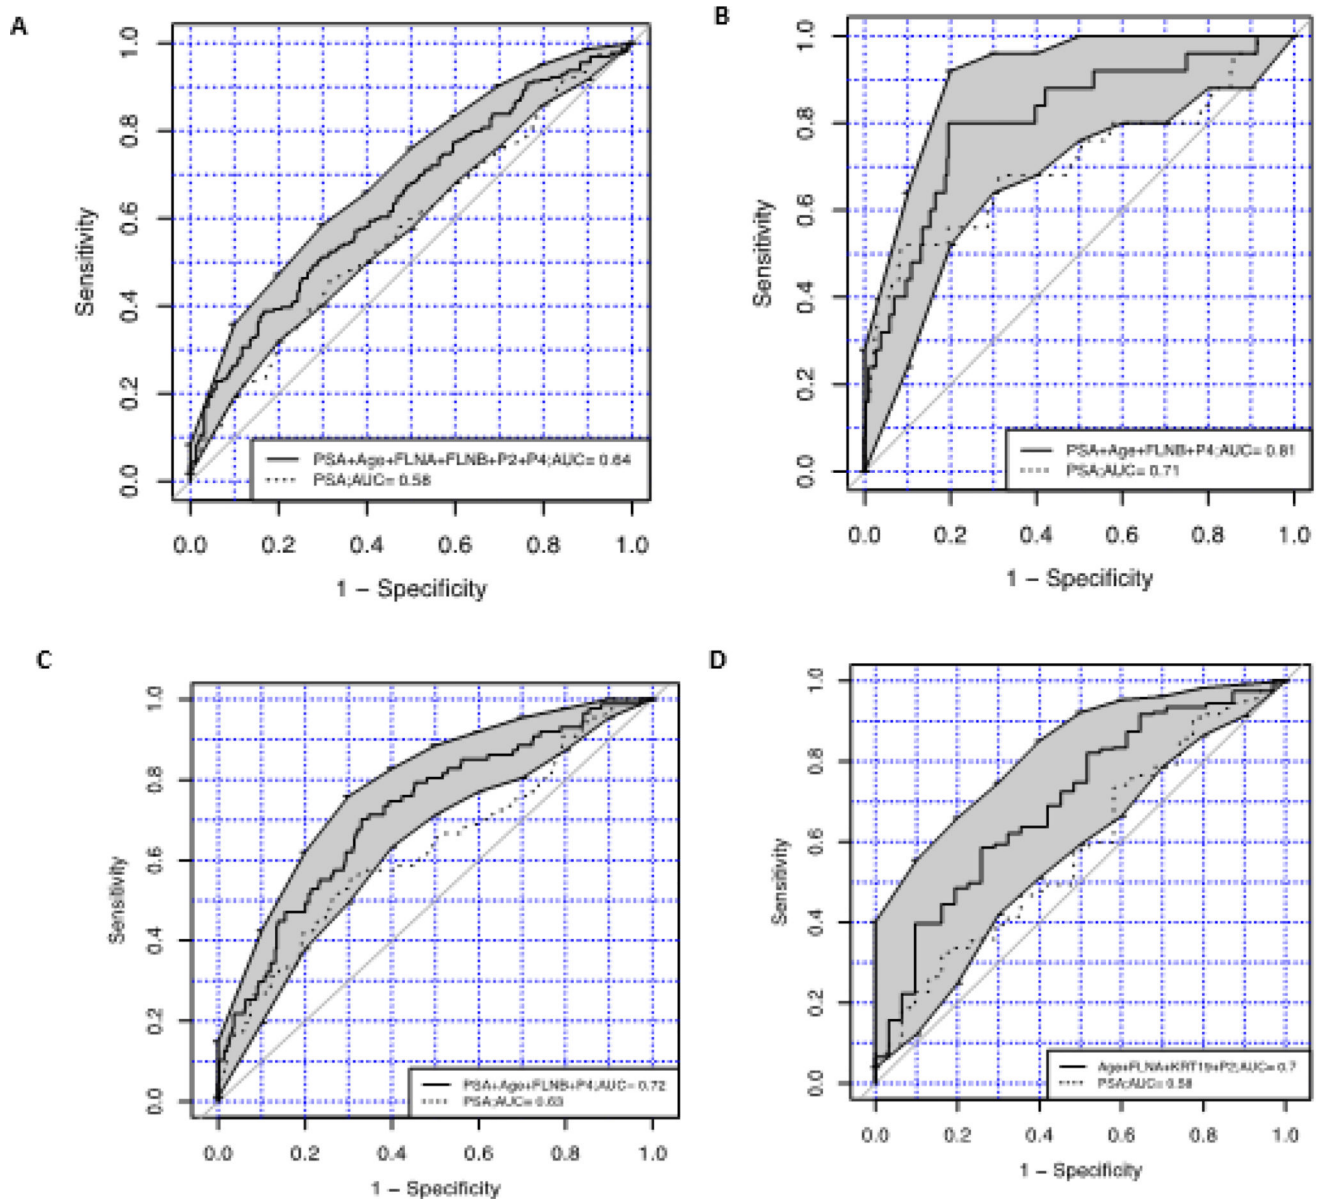 A
1.0
0.8
0.6
0.4
0.2
0.0
Sensitivity
PSA+Age+FLNA+FLNB+P2+P4;AUC= 0.64
PSA;AUC= 0.58
0.0 0.2 0.4 0.6 0.8 1.0
1 – Specificity
B
1.0
0.8
0.6
0.4
0.2
0.0
Sensitivity
PSA+Age+FLNB+P4;AUC= 0.81
PSA;AUC= 0.71
0.0 0.2 0.4 0.6 0.8 1.0
1 – Specificity
C
1.0
0.8
0.6
0.4
0.2
0.0
Sensitivity
PSA+Age+FLNB+P4;AUC= 0.72
PSA;AUC= 0.63
0.0 0.2 0.4 0.6 0.8 1.0
1 – Specificity
D
1.0
0.8
0.6
0.4
0.2
0.0
Sensitivity
Age+FLNA+KRT19+P2;AUC= 0.7
PSA;AUC= 0.58
0.0 0.2 0.4 0.6 0.8 1.0
1 – Specificity